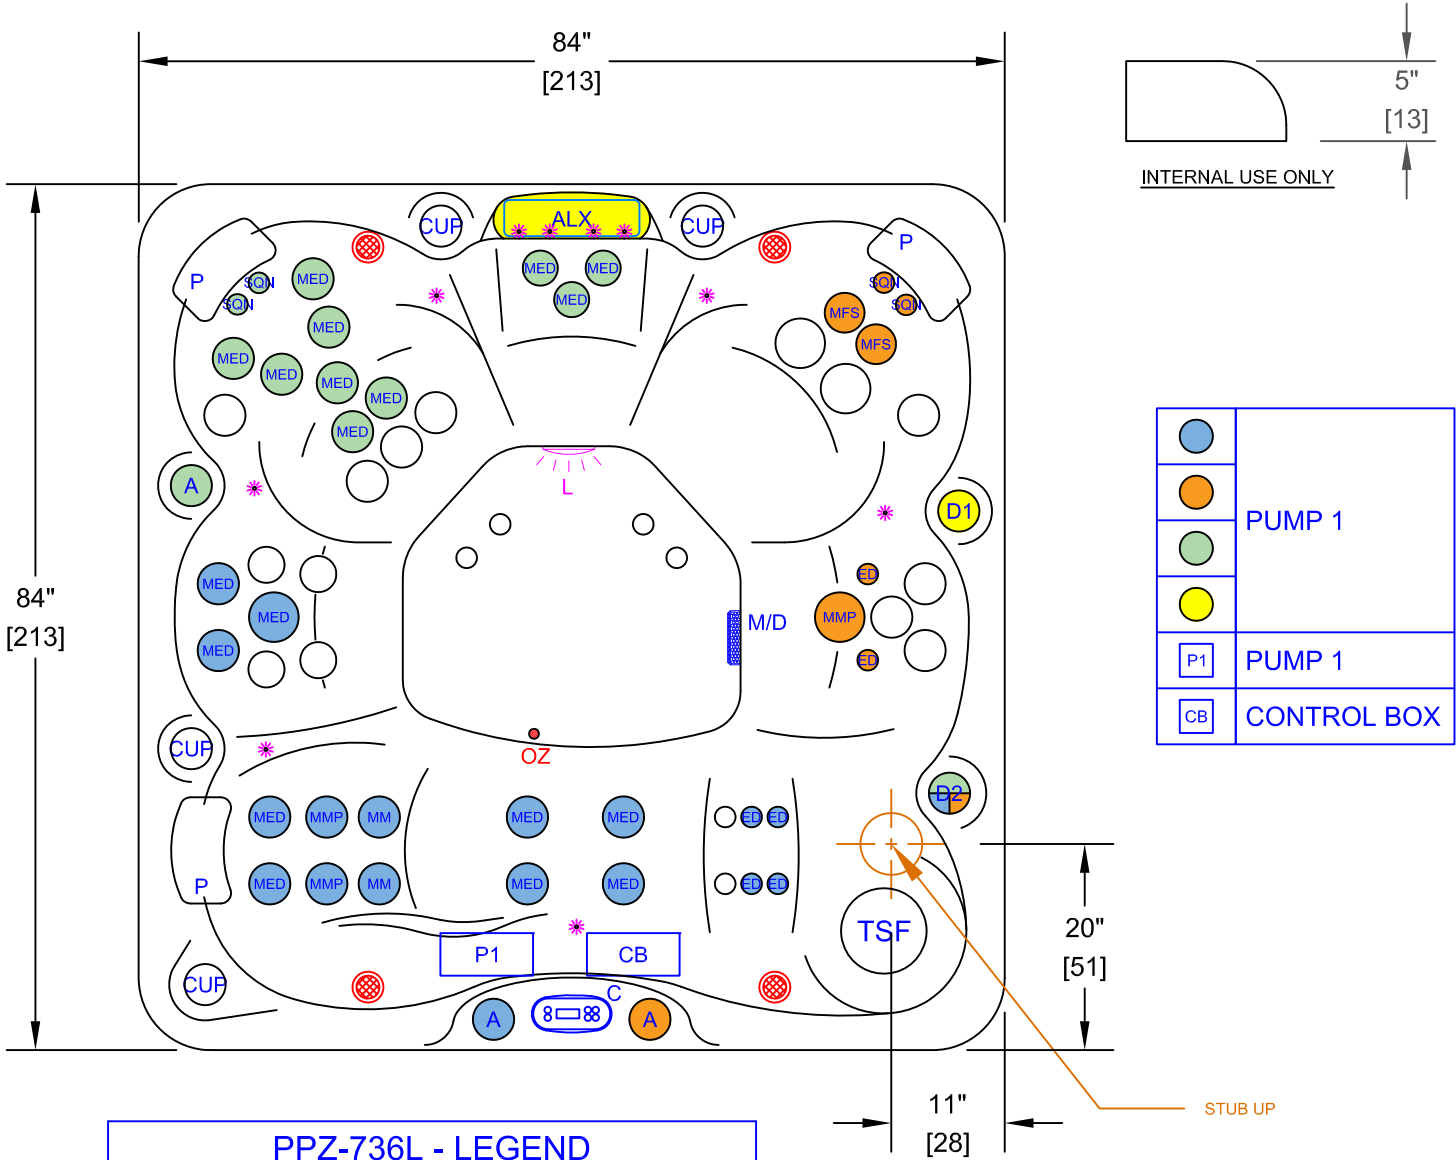 84"
[213]
5"
[13]
INTERNAL USE ONLY
CUP
ALX
CUP
P
P
SQN
SQN
MED
MED
MED
MED
MED
MED
MED
MED
MED
MED
SQN
SQN
MFS
MFS
A
L
D1
PUMP 1
MED
MED
MED
ED
MMP
ED
M/D
84"
[213]
P1
PUMP 1
CB
CONTROL BOX
CUP
OZ
D2
MED
MMP
MM
MED
MED
ED
ED
P
MED
MMP
MM
MED
MED
ED
ED
TSF
20"
[51]
P1
CB
CUP
C
A
A
STUB UP
11"
[28]
PPZ-736L - LEGEND